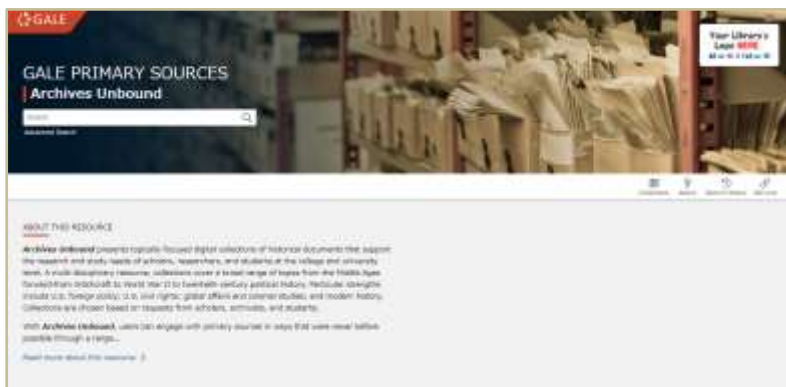 GALE
Your Library's
Logo HERE
GALE PRIMARY SOURCES
Archives Unbound
Search
Advanced Search
ABOUT THIS RESOURCE
Archives Unbound presents topically-focused digital collections of historical documents that support
the research and study needs of scholars, researchers, and students at the college and university
level. A multi-disciplinary resource, collections cover a broad range of topics from the Middle Ages
forward-from Witchcraft to World War II to twentieth-century political history. Particular strengths
include U.S. foreign policy; U.S. civil rights; global affairs and colonial studies; and modern history.
Collections are chosen based on requests from scholars, archivists, and students.
With Archives Unbound, users can engage with primary sources in ways that were never before
possible through a range...
Read more about this resource